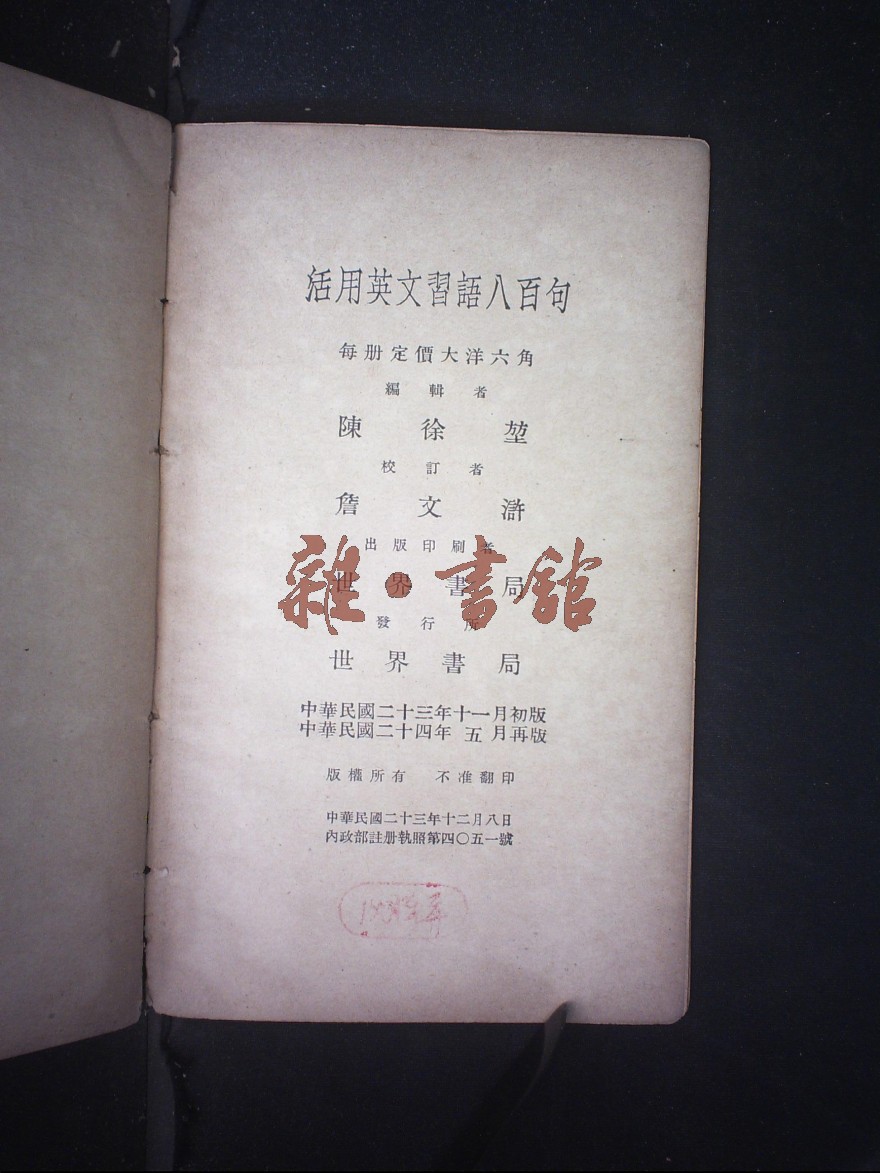 活用英文習語八百句
每册定價大洋六角
編輯者
陳徐堃
校訂者
詹文滸
出版印刷者
世界書局
雜·書館
發行所
世界書局
中華民國二十三年十一月初版
中華民國二十四年五月再版
版權所有 不准翻印
中華民國二十三年十二月八日
內政部註册執照第四〇五一號